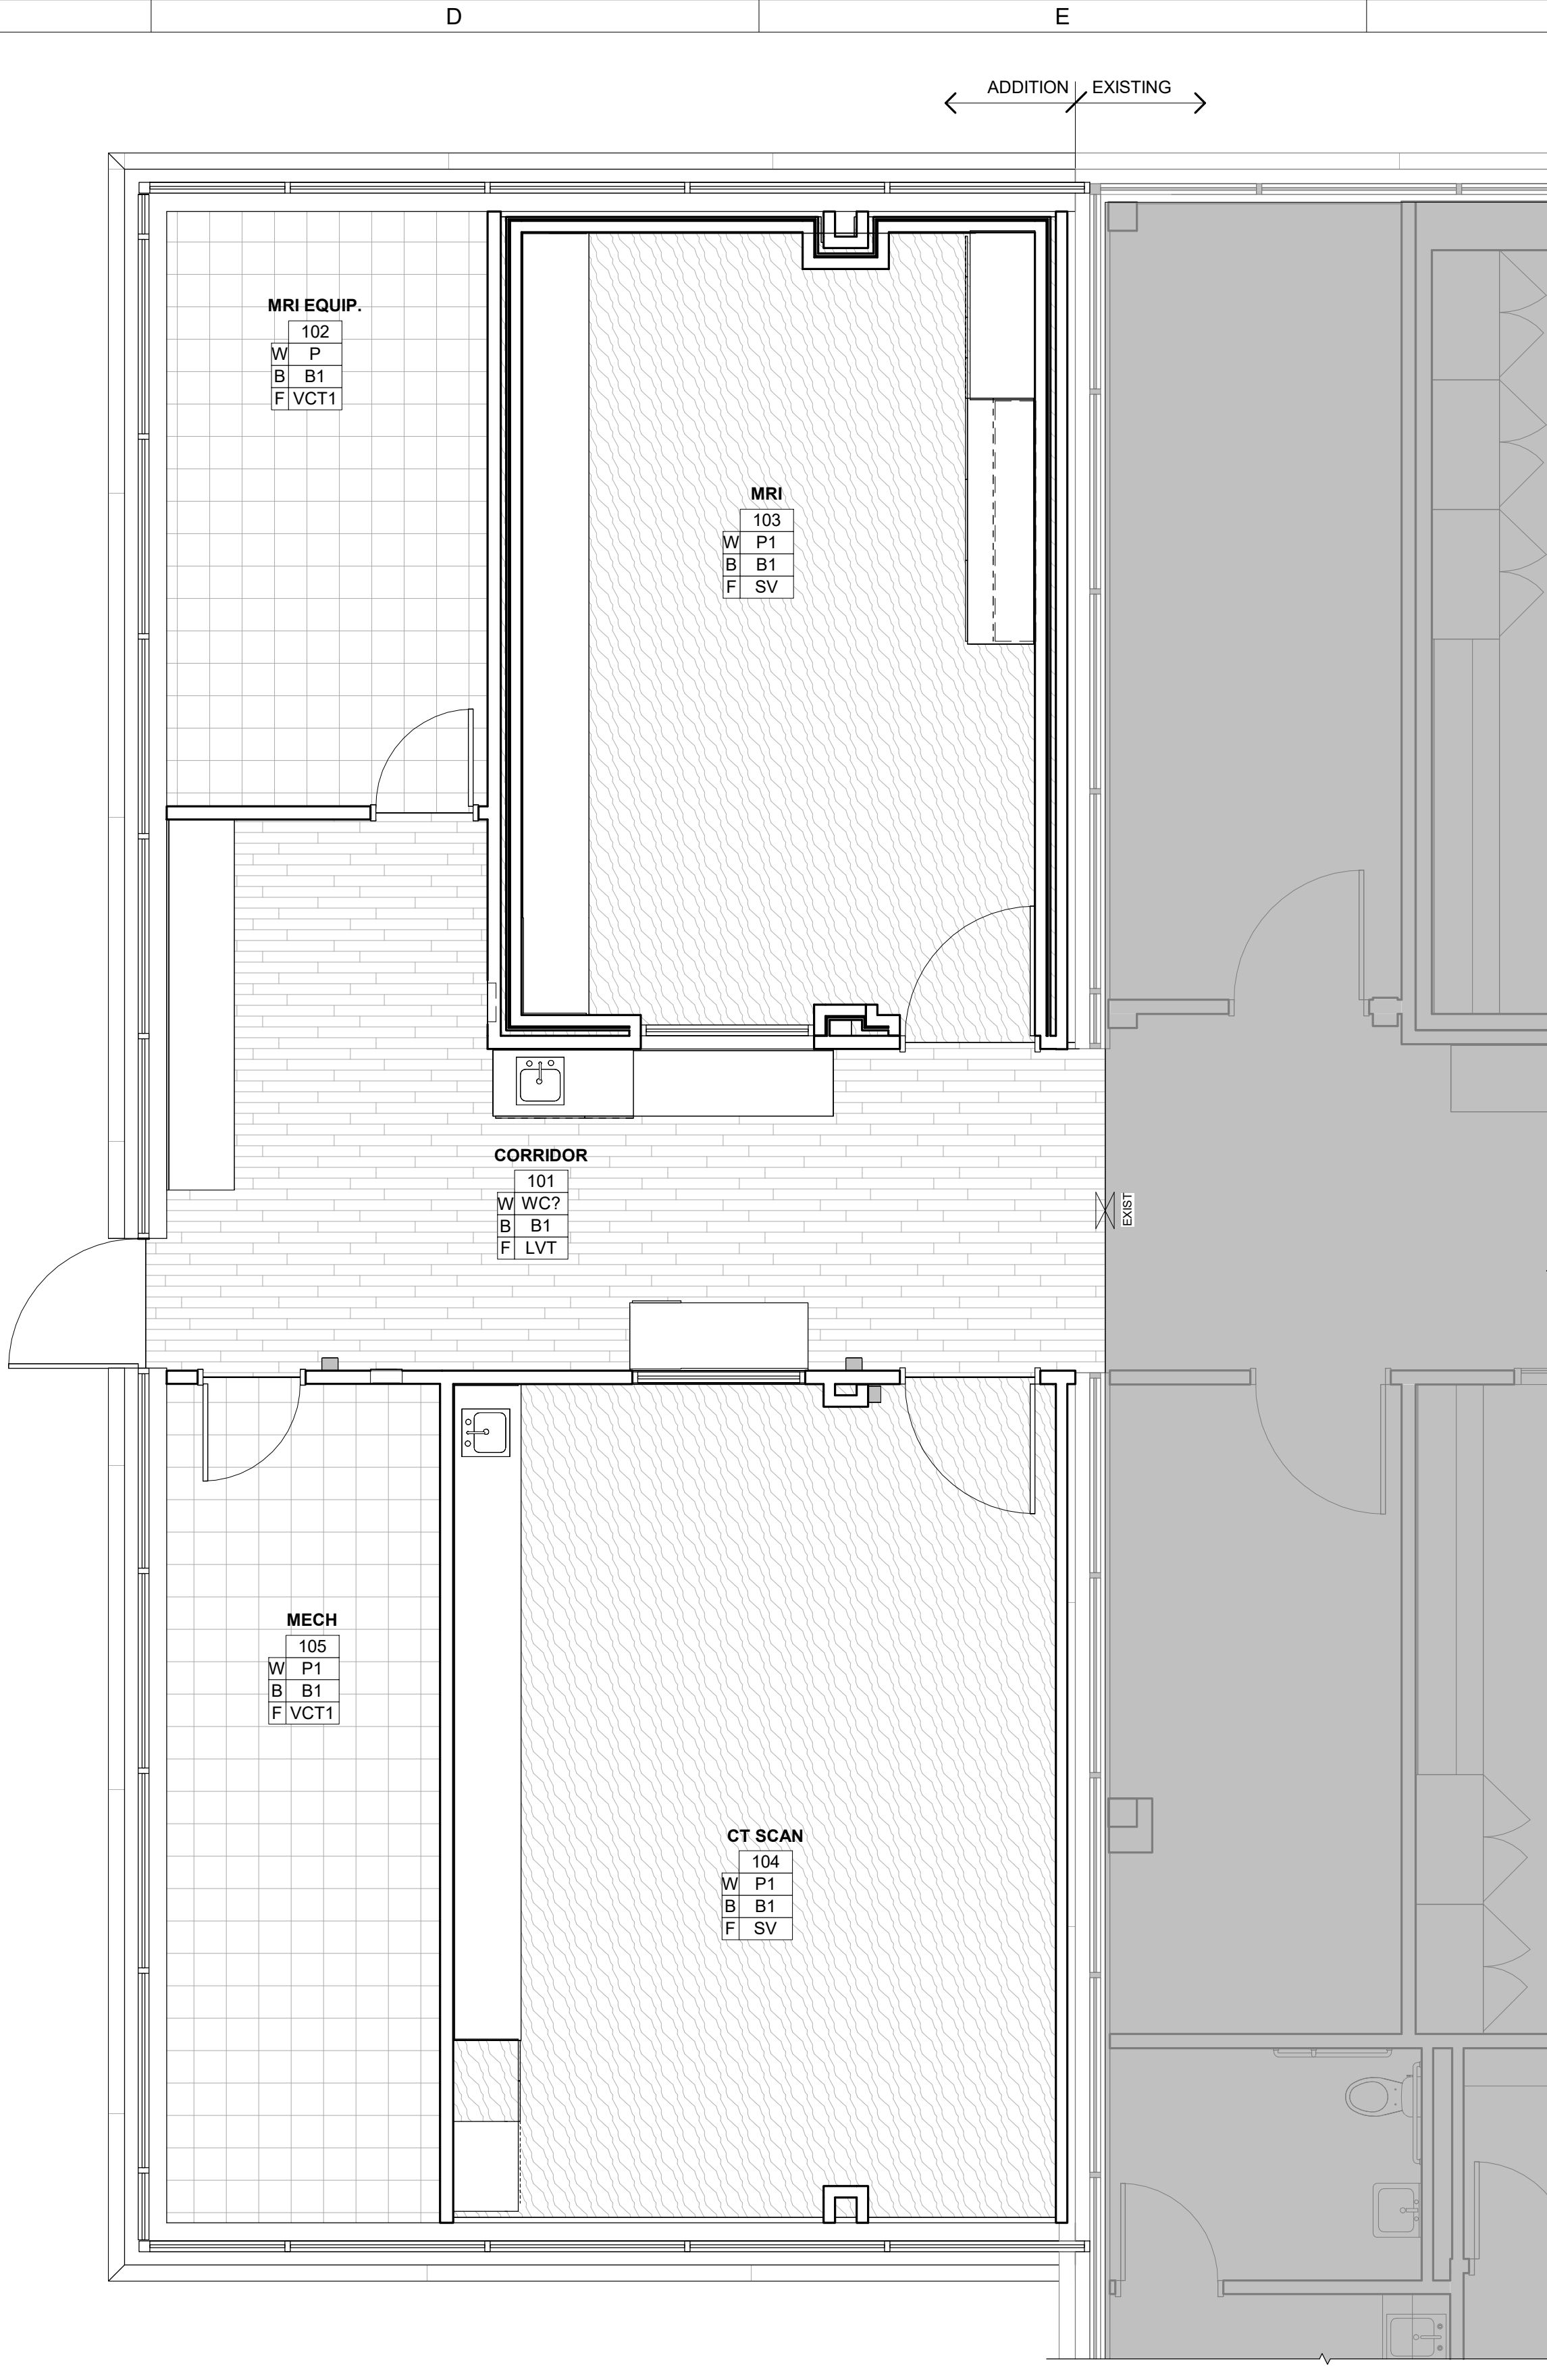 D
E
ADDITION EXISTING
MRI EQUIP.
102
W P
B B1
F VCT1
MRI
103
W P1
B B1
F SV
CORRIDOR
101
W WC?
B B1
F LVT
EXIST
MECH
105
W P1
B B1
F VCT1
CT SCAN
104
W P1
B B1
F SV